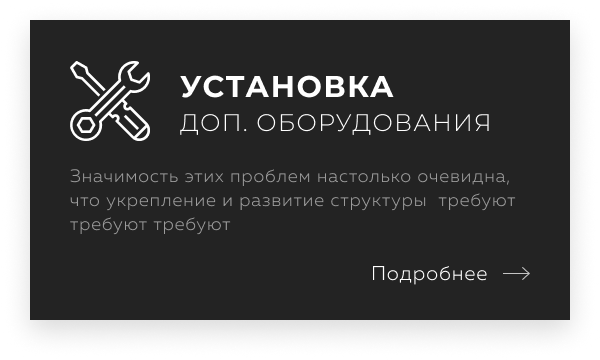 УСТАНОВКА
ДОП. ОБОРУДОВАНИЯ
Значимость этих проблем настолько очевидна,
что укрепление и развитие структуры требуют
требуют требуют
Подробнее